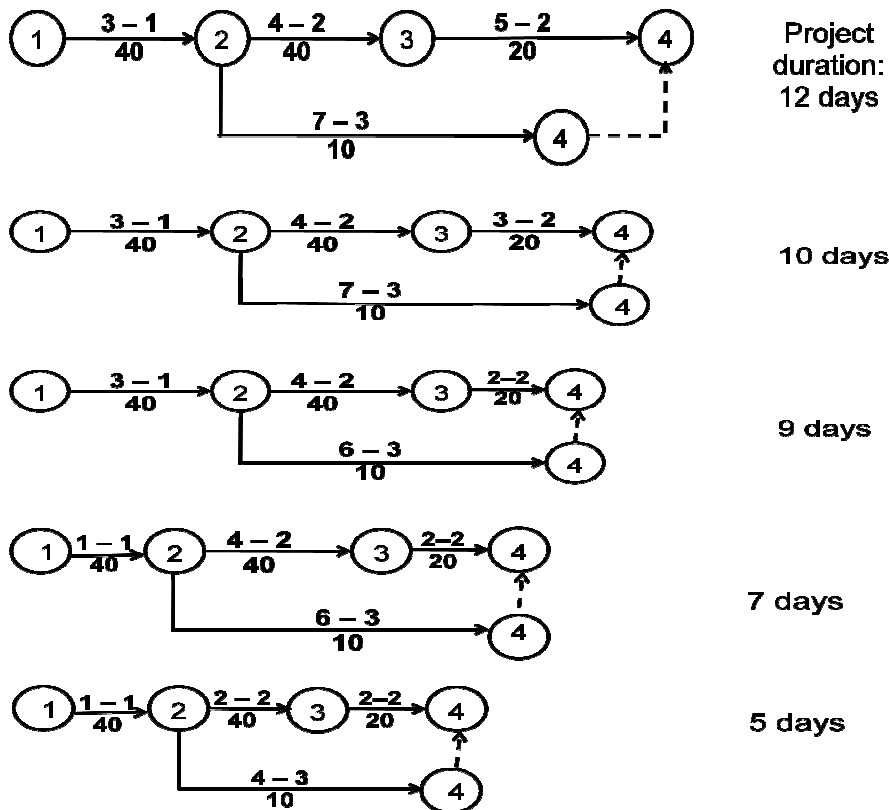 1 3 – 1 2 4 – 2 3 5 – 2 4
40 40 20
Project
duration:
12 days
7 – 3 4
10
1 3 – 1 2 4 – 2 3 3 – 2 4
40 40 20
10 days
7 – 3 4
10
1 3 – 1 2 4 – 2 3 2–2 4
40 40 20
9 days
6 – 3 4
10
1 1 – 1 2 4 – 2 3 2–2 4
40 40 20
7 days
6 – 3 4
10
1 1 – 1 2 2 – 2 3 2–2 4
40 40 20
5 days
4 – 3 4
10